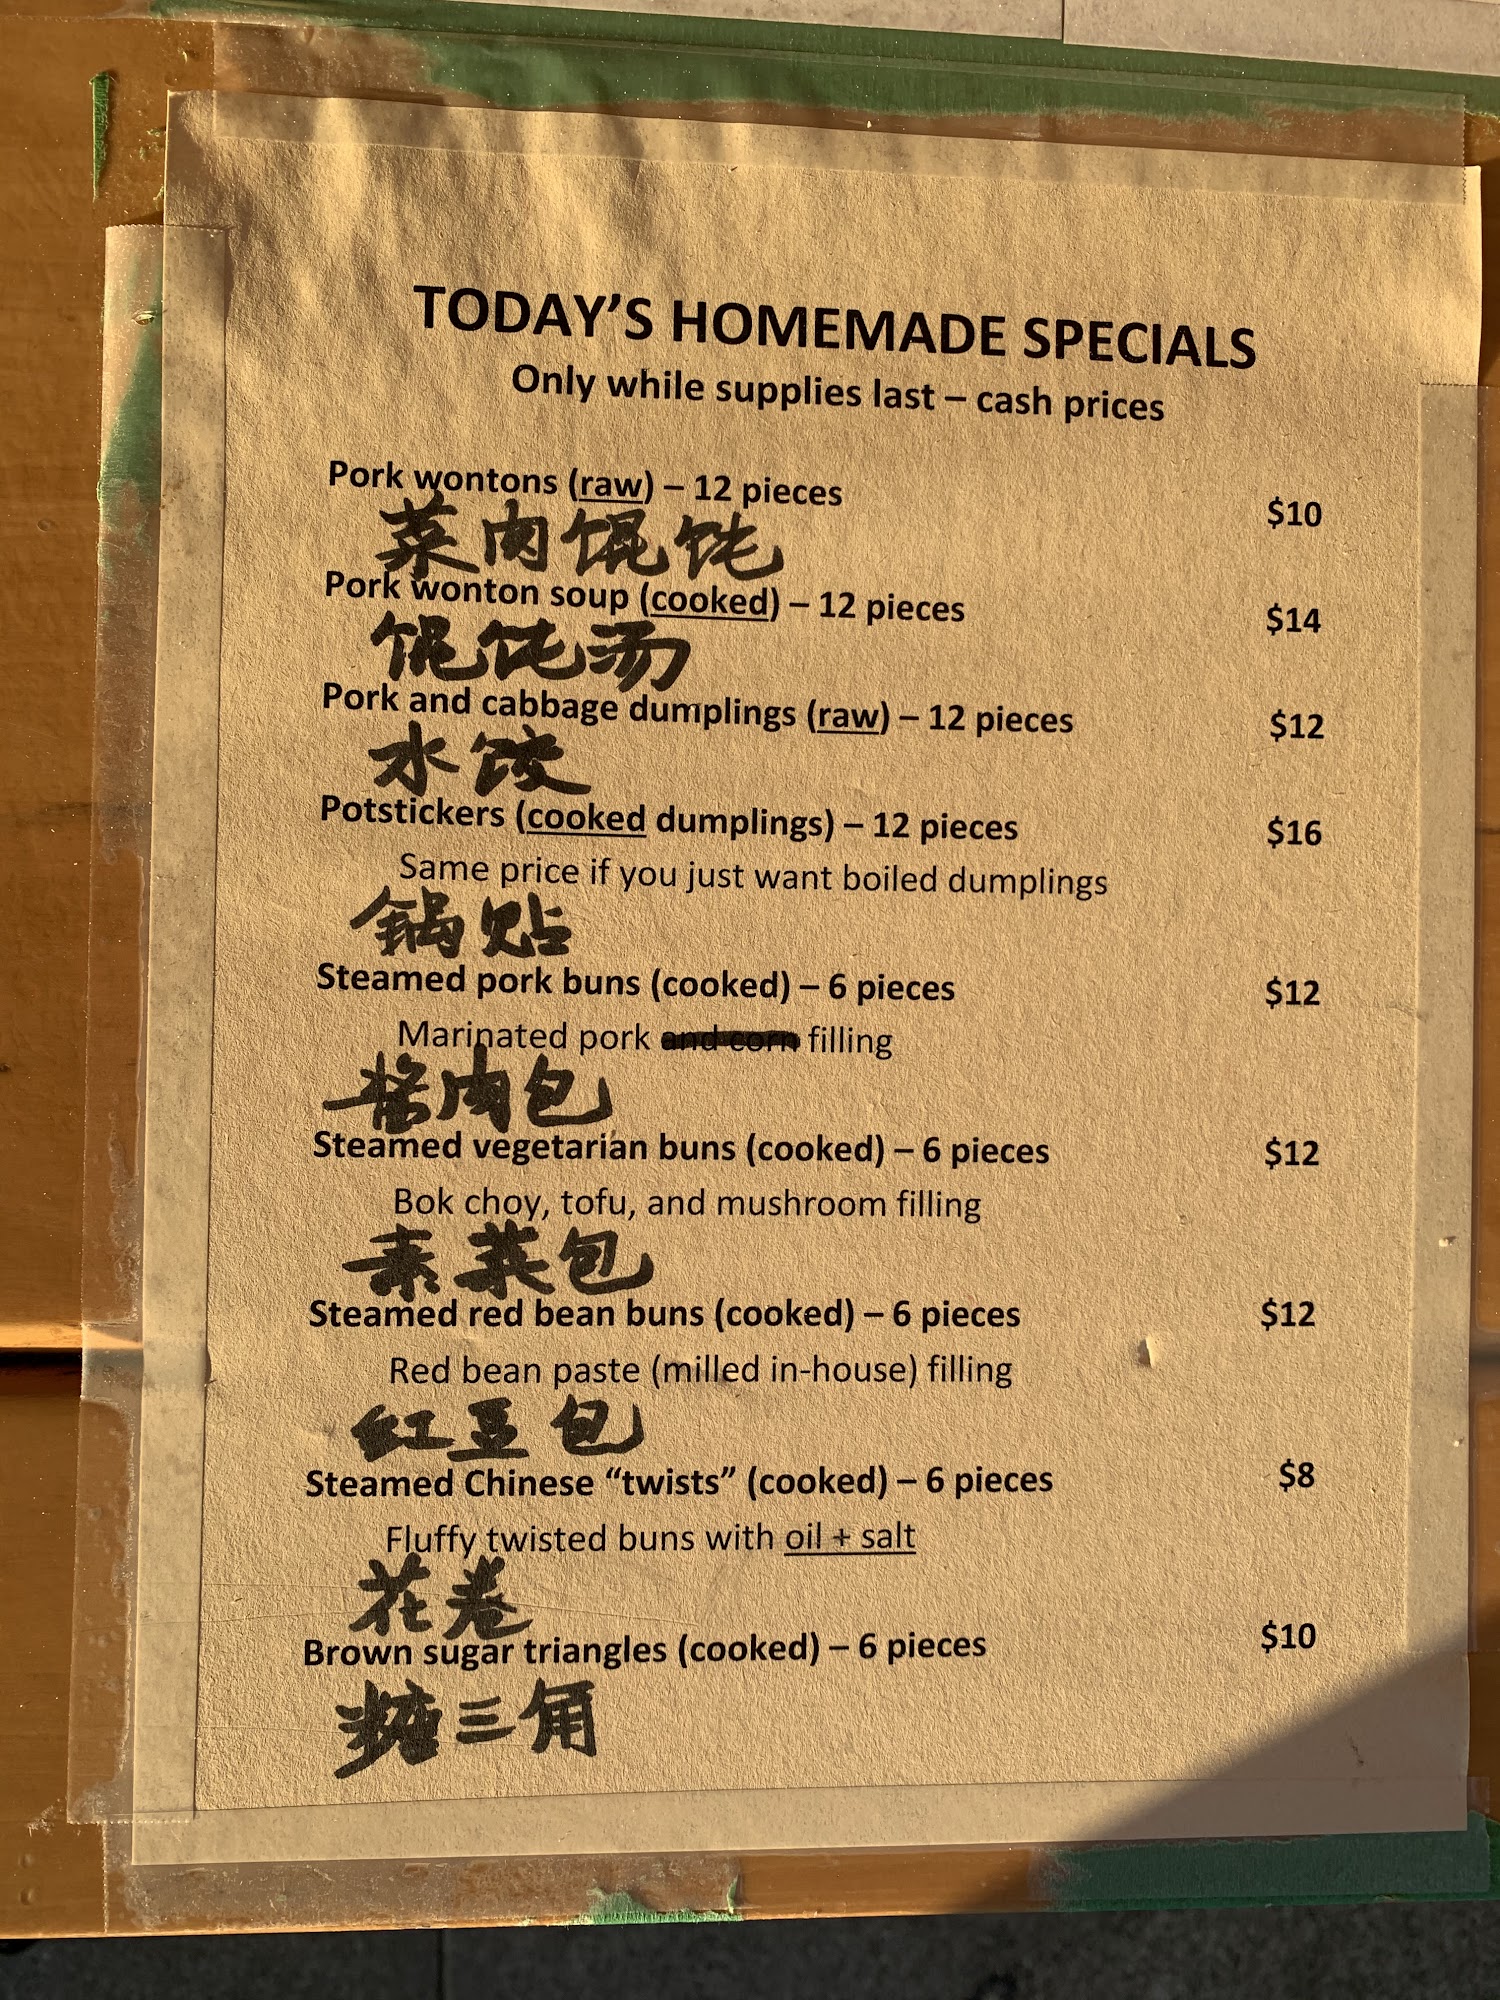 TODAY'S HOMEMADE SPECIALS
Only while supplies last – cash prices
Pork wontons (raw) – 12 pieces $10
菜肉馄饨
Pork wonton soup (cooked) – 12 pieces $14
馄饨汤
Pork and cabbage dumplings (raw) – 12 pieces $12
水饺
Potstickers (cooked dumplings) – 12 pieces $16
Same price if you just want boiled dumplings
锅贴
Steamed pork buns (cooked) – 6 pieces $12
Marinated pork and corn filling
酱肉包
Steamed vegetarian buns (cooked) – 6 pieces $12
Bok choy, tofu, and mushroom filling
素菜包
Steamed red bean buns (cooked) – 6 pieces $12
Red bean paste (milled in-house) filling
红豆包
Steamed Chinese “twists” (cooked) – 6 pieces $8
Fluffy twisted buns with oil + salt
花卷
Brown sugar triangles (cooked) – 6 pieces $10
糖三角